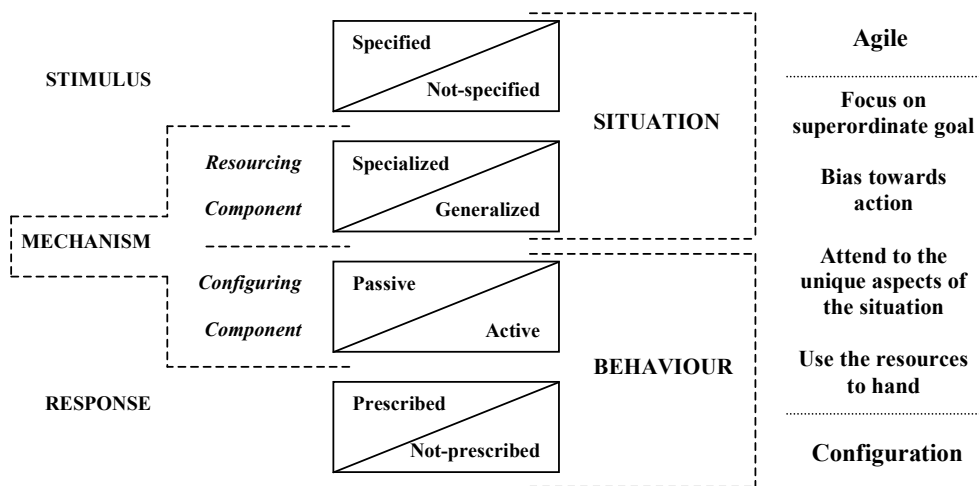 STIMULUS
Specified
Not-specified
MECHANISM
Resourcing
Component
Specialized
Generalized
Configuring
Component
Passive
Active
RESPONSE
Prescribed
Not-prescribed
SITUATION
BEHAVIOUR
Agile
Focus on
superordinate goal
Bias towards
action
Attend to the
unique aspects of
the situation
Use the resources
to hand
Configuration